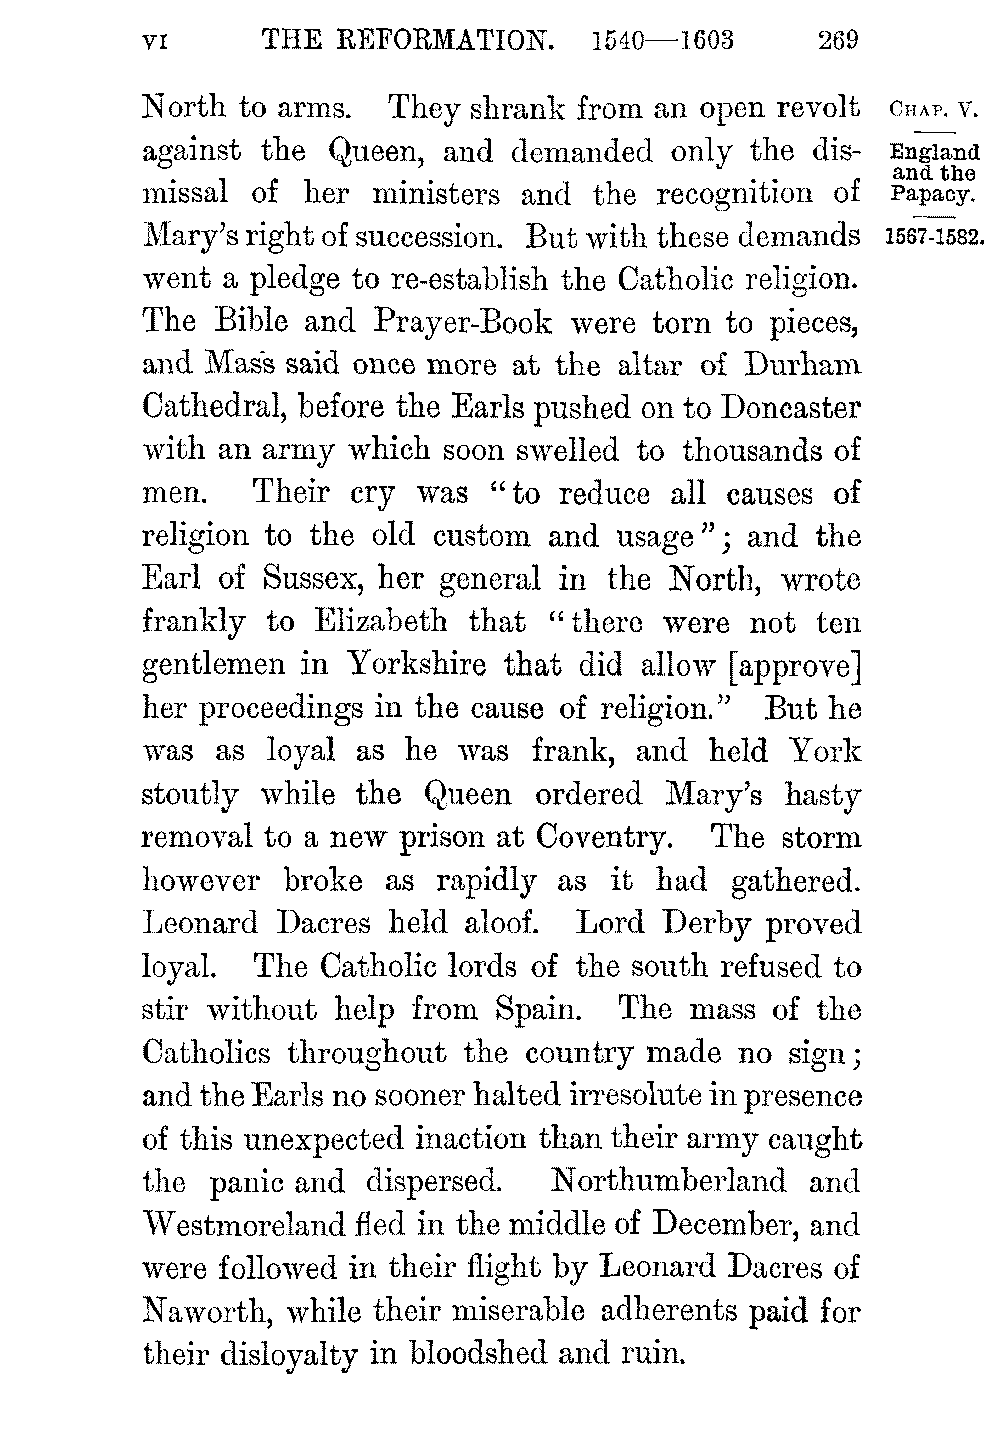 VI THE REFORMATION. 1540—1603 269
North to arms. They shrank from an open revolt
against the Queen, and demanded only the dis-
missal of her ministers and the recognition of
Mary's right of succession. But with these demands
went a pledge to re-establish the Catholic religion.
The Bible and Prayer-Book were torn to pieces,
and Mass said once more at the altar of Durham
Cathedral, before the Earls pushed on to Doncaster
with an army which soon swelled to thousands of
men. Their cry was "to reduce all causes of
religion to the old custom and usage"; and the
Earl of Sussex, her general in the North, wrote
frankly to Elizabeth that "there were not ten
gentlemen in Yorkshire that did allow [approve]
her proceedings in the cause of religion." But he
was as loyal as he was frank, and held York
stoutly while the Queen ordered Mary's hasty
removal to a new prison at Coventry. The storm
however broke as rapidly as it had gathered.
Leonard Dacres held aloof. Lord Derby proved
loyal. The Catholic lords of the south refused to
stir without help from Spain. The mass of the
Catholics throughout the country made no sign;
and the Earls no sooner halted irresolute in presence
of this unexpected inaction than their army caught
the panic and dispersed. Northumberland and
Westmoreland fled in the middle of December, and
were followed in their flight by Leonard Dacres of
Naworth, while their miserable adherents paid for
their disloyalty in bloodshed and ruin.
CHAP. V.
England
and the
Papacy.
1567-1582.